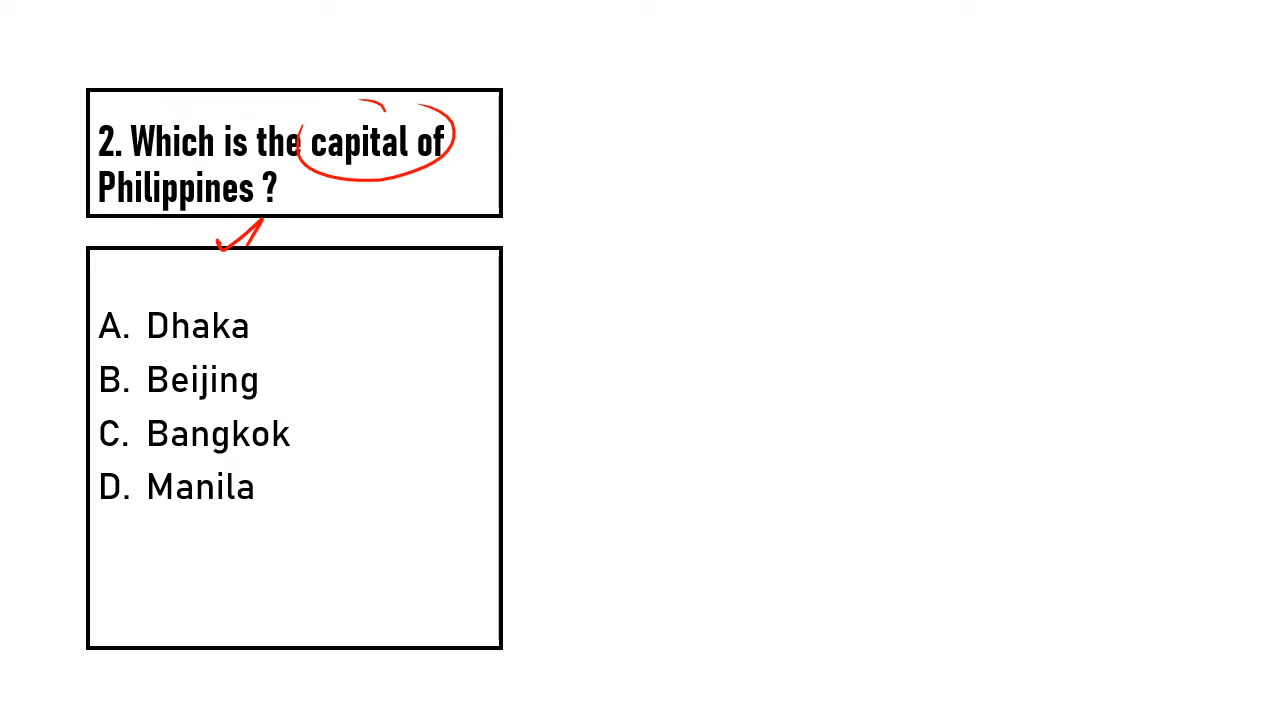 2. Which is the capital of
Philippines ?
A. Dhaka
B. Beijing
C. Bangkok
D. Manila